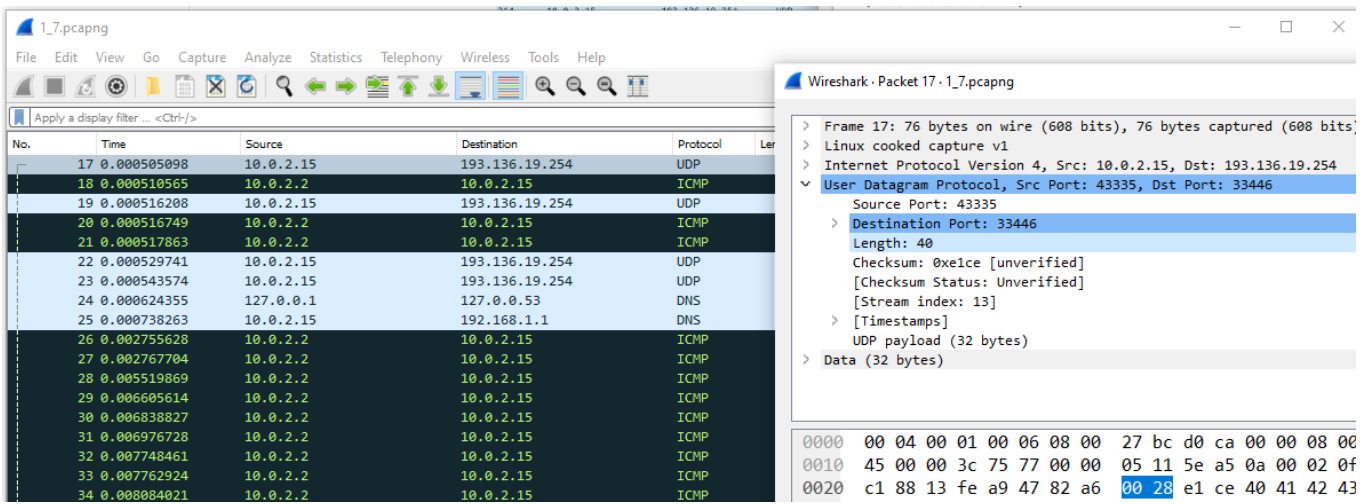 1_7.pcapng
File Edit View Go Capture Analyze Statistics Telephony Wireless Tools Help
Apply a display filter ... <Ctrl-/>
No. Time Source Destination Protocol Ler
17 0.000505098 10.0.2.15 193.136.19.254 UDP
18 0.000510565 10.0.2.2 10.0.2.15 ICMP
19 0.000516208 10.0.2.15 193.136.19.254 UDP
20 0.000516749 10.0.2.2 10.0.2.15 ICMP
21 0.000517863 10.0.2.2 10.0.2.15 ICMP
22 0.000529741 10.0.2.15 193.136.19.254 UDP
23 0.000543574 10.0.2.15 193.136.19.254 UDP
24 0.000624355 127.0.0.1 127.0.0.53 DNS
25 0.000738263 10.0.2.15 192.168.1.1 DNS
26 0.002755628 10.0.2.2 10.0.2.15 ICMP
27 0.002767704 10.0.2.2 10.0.2.15 ICMP
28 0.005519869 10.0.2.2 10.0.2.15 ICMP
29 0.006605614 10.0.2.2 10.0.2.15 ICMP
30 0.006838827 10.0.2.2 10.0.2.15 ICMP
31 0.006976728 10.0.2.2 10.0.2.15 ICMP
32 0.007748461 10.0.2.2 10.0.2.15 ICMP
33 0.007762924 10.0.2.2 10.0.2.15 ICMP
34 0.008084021 10.0.2.2 10.0.2.15 ICMP
Wireshark · Packet 17 · 1_7.pcapng
Frame 17: 76 bytes on wire (608 bits), 76 bytes captured (608 bits)
Linux cooked capture v1
Internet Protocol Version 4, Src: 10.0.2.15, Dst: 193.136.19.254
User Datagram Protocol, Src Port: 43335, Dst Port: 33446
Source Port: 43335
Destination Port: 33446
Length: 40
Checksum: 0xe1ce [unverified]
[Checksum Status: Unverified]
[Stream index: 13]
[Timestamps]
UDP payload (32 bytes)
Data (32 bytes)
0000 00 04 00 01 00 06 08 00 27 bc d0 ca 00 00 08 00
0010 45 00 00 3c 75 77 00 00 05 11 5e a5 0a 00 02 0f
0020 c1 88 13 fe a9 47 82 a6 00 28 e1 ce 40 41 42 43